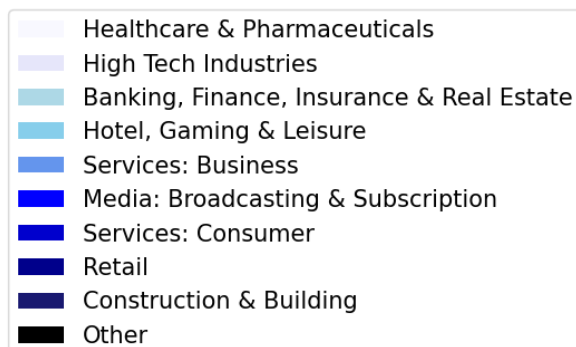 Healthcare & Pharmaceuticals
High Tech Industries
Banking, Finance, Insurance & Real Estate
Hotel, Gaming & Leisure
Services: Business
Media: Broadcasting & Subscription
Services: Consumer
Retail
Construction & Building
Other